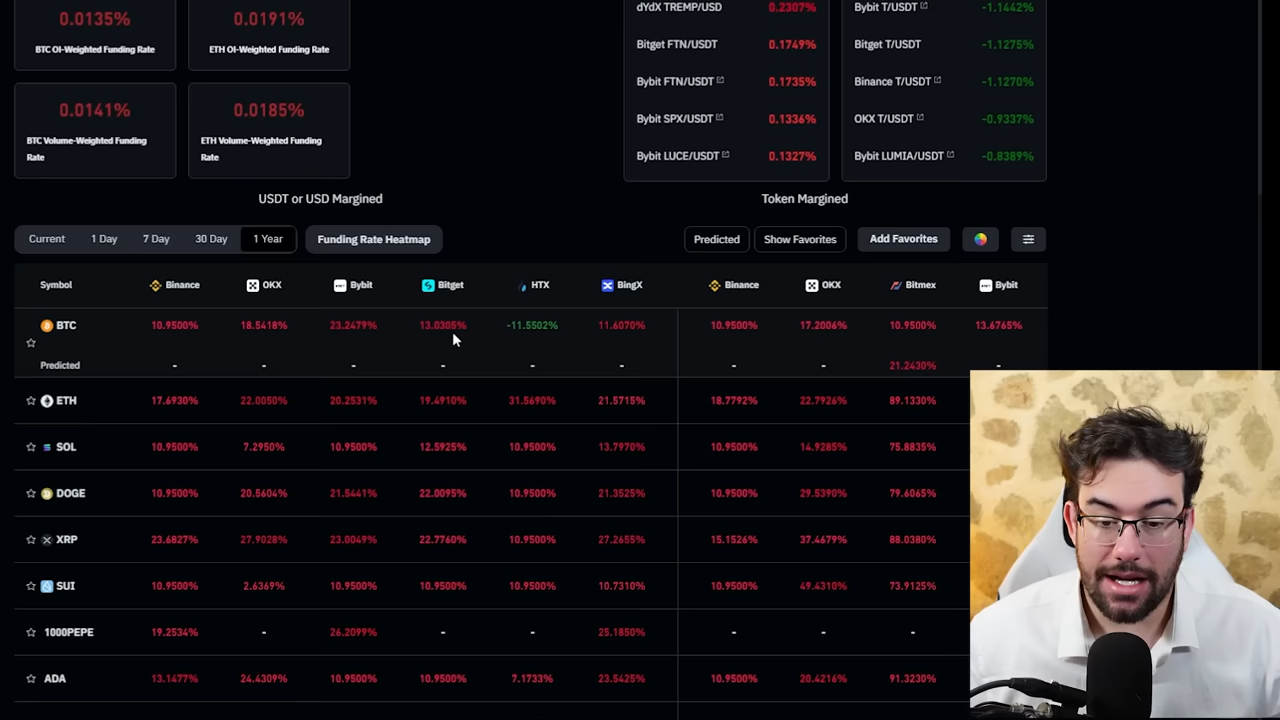 0.0135%
BTC OI-Weighted Funding Rate
0.0191%
ETH OI-Weighted Funding Rate
0.0141%
BTC Volume-Weighted Funding
Rate
0.0185%
ETH Volume-Weighted Funding
Rate
dYdX TREMP/USD 0.2307%
Bitget FTN/USDT 0.1749%
Bybit FTN/USDT 0.1735%
Bybit SPX/USDT 0.1336%
Bybit LUCE/USDT 0.1327%
Bybit T/USDT -1.1442%
Bitget T/USDT -1.1275%
Binance T/USDT -1.1270%
OKX T/USDT -0.9337%
Bybit LUMIA/USDT -0.8389%
USDT or USD Margined Token Margined
Current 1 Day 7 Day 30 Day 1 Year Funding Rate Heatmap Predicted Show Favorites Add Favorites
Symbol Binance OKX Bybit Bitget HTX BingX Binance OKX Bitmex Bybit
BTC 10.9500% 18.5418% 23.2479% 13.0305% -11.5502% 11.6070% 10.9500% 17.2006% 10.9500% 13.6765%
Predicted - - - - - - - - 21.2430% -
ETH 17.6930% 22.0050% 20.2531% 19.4910% 31.5690% 21.5715% 18.7792% 22.7926% 89.1330%
SOL 10.9500% 7.2950% 10.9500% 12.5925% 10.9500% 13.7970% 10.9500% 14.9285% 75.8835%
DOGE 10.9500% 20.5604% 21.5441% 22.0095% 10.9500% 21.3525% 10.9500% 29.5390% 79.6065%
XRP 23.6827% 27.9028% 23.0049% 22.7760% 10.9500% 27.2655% 15.1526% 37.4679% 88.0380%
SUI 10.9500% 2.6369% 10.9500% 10.9500% 10.9500% 10.7310% 10.9500% 49.4310% 73.9125%
1000PEPE 19.2534% - 26.2099% - - 25.1850% - - -
ADA 13.1477% 24.4309% 10.9500% 10.9500% 7.1733% 23.5425% 10.9500% 20.4216% 91.3230%